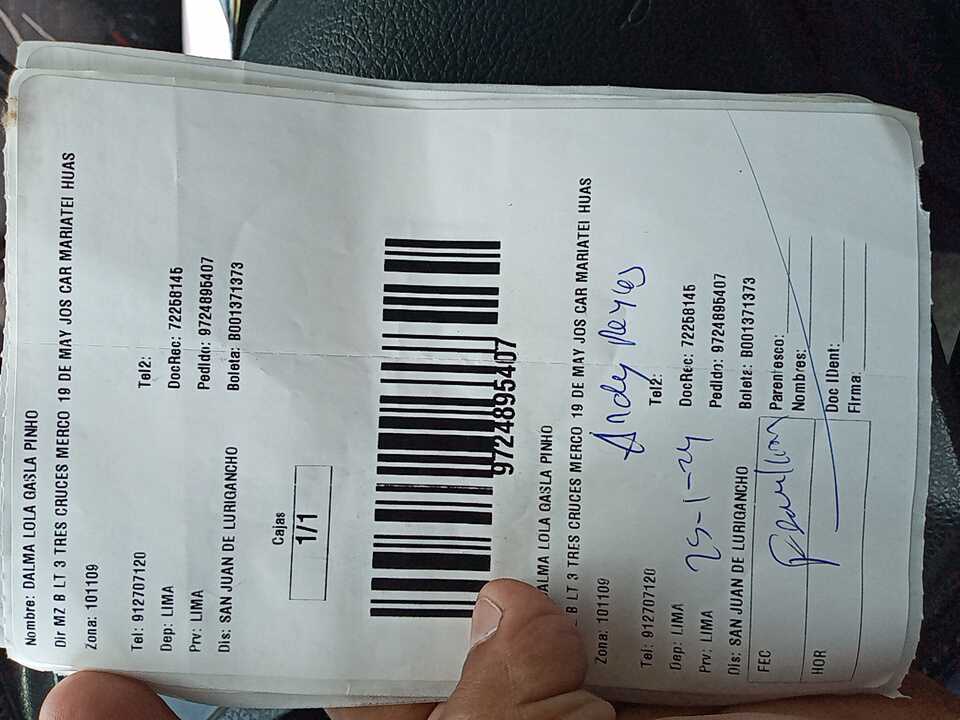 Nombre: DALMA LOLA GASLA PINHO
Dir MZ B LT 3 TRES CRUCES MERCO 19 DE MAY JOS CAR MARIATEI HUAS
Zona: 101109
Tel: 912707120 Tel2:
Dep: LIMA DocRec: 72258145
Prv: LIMA Pedido: 9724895407
Dis: SAN JUAN DE LURIGANCHO Boleta: B001371373
Cajas
1/1
9724895407
DALMA LOLA GASLA PINHO
B LT 3 TRES CRUCES MERCO 19 DE MAY JOS CAR MARIATEI HUAS
Zona: 101109
Andy Reyes
Tel: 912707120 Tel2:
Dep: LIMA DocRec: 72258145
Prv: LIMA 25-1-24 Pedido: 9724895407
Dis: SAN JUAN DE LURIGANCHO Boleta: B001371373
FEC Parentesco:
Nombres:
HOR Doc IDent:
Firma: